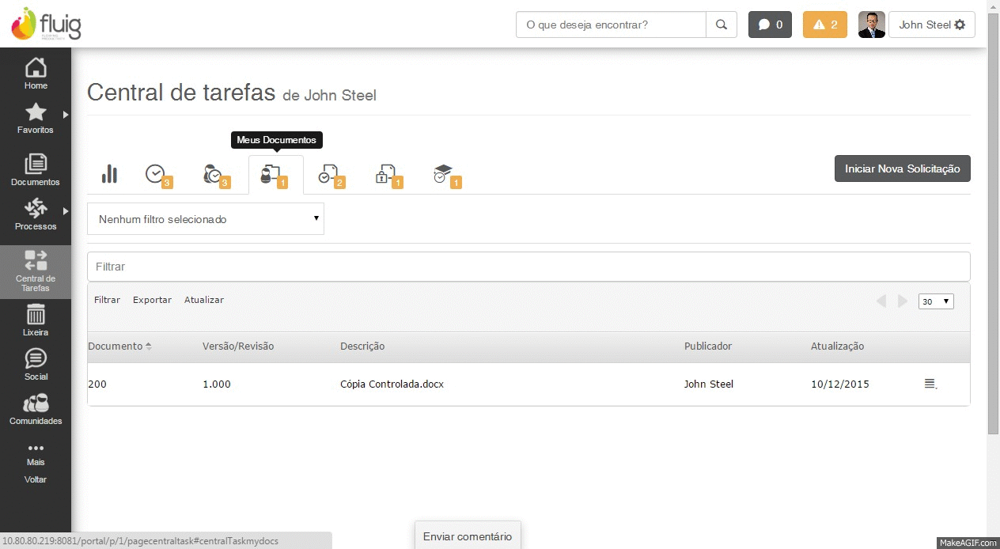 fluig
O que deseja encontrar?
0
2
John Steel
Home
Favoritos
Documentos
Processos
Central de
Tarefas
Lixeira
Social
Comunidades
Mais
Voltar
Central de tarefas de John Steel
Meus Documentos
3
3
1
2
1
1
Iniciar Nova Solicitação
Nenhum filtro selecionado
Filtrar
Filtrar Exportar Atualizar
30
Documento Versão/Revisão Descrição Publicador Atualização
200 1.000 Cópia Controlada.docx John Steel 10/12/2015
Enviar comentário
10.80.80.219:8081/portal/p/1/pagecentraltask#centralTaskmydocs
MakeAGIF.com